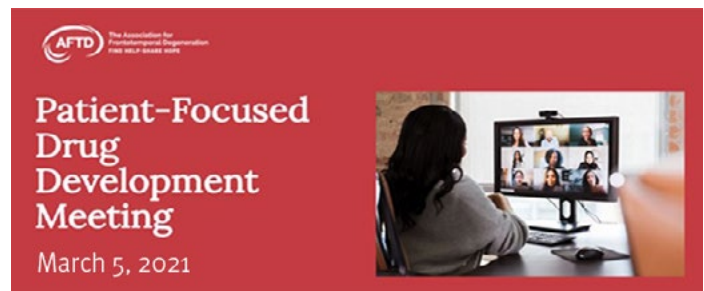 AFTD
The Association for
Frontotemporal Degeneration
FIND HELP·SHARE HOPE
Patient-Focused
Drug
Development
Meeting
March 5, 2021